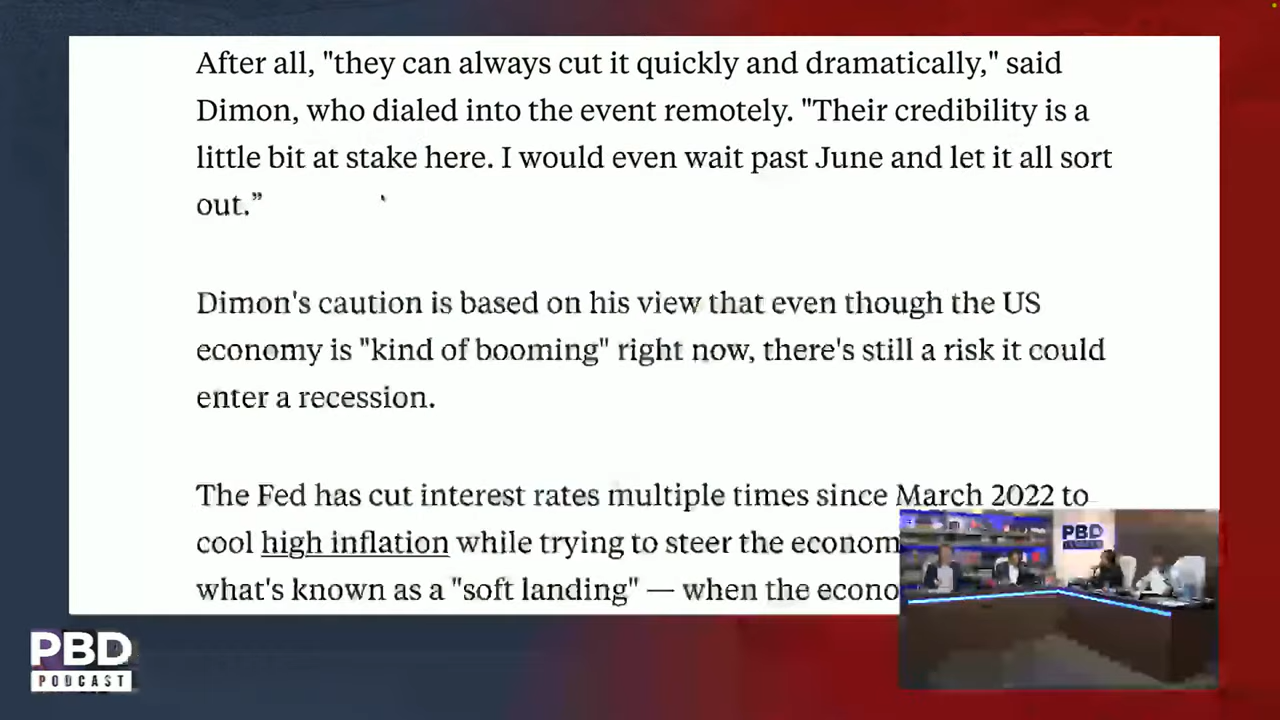 After all, "they can always cut it quickly and dramatically," said
Dimon, who dialed into the event remotely. "Their credibility is a
little bit at stake here. I would even wait past June and let it all sort
out.”
Dimon's caution is based on his view that even though the US
economy is "kind of booming" right now, there's still a risk it could
enter a recession.
The Fed has cut interest rates multiple times since March 2022 to
cool high inflation while trying to steer the econom
what's known as a "soft landing" — when the econo
PBD
PBD
PODCAST